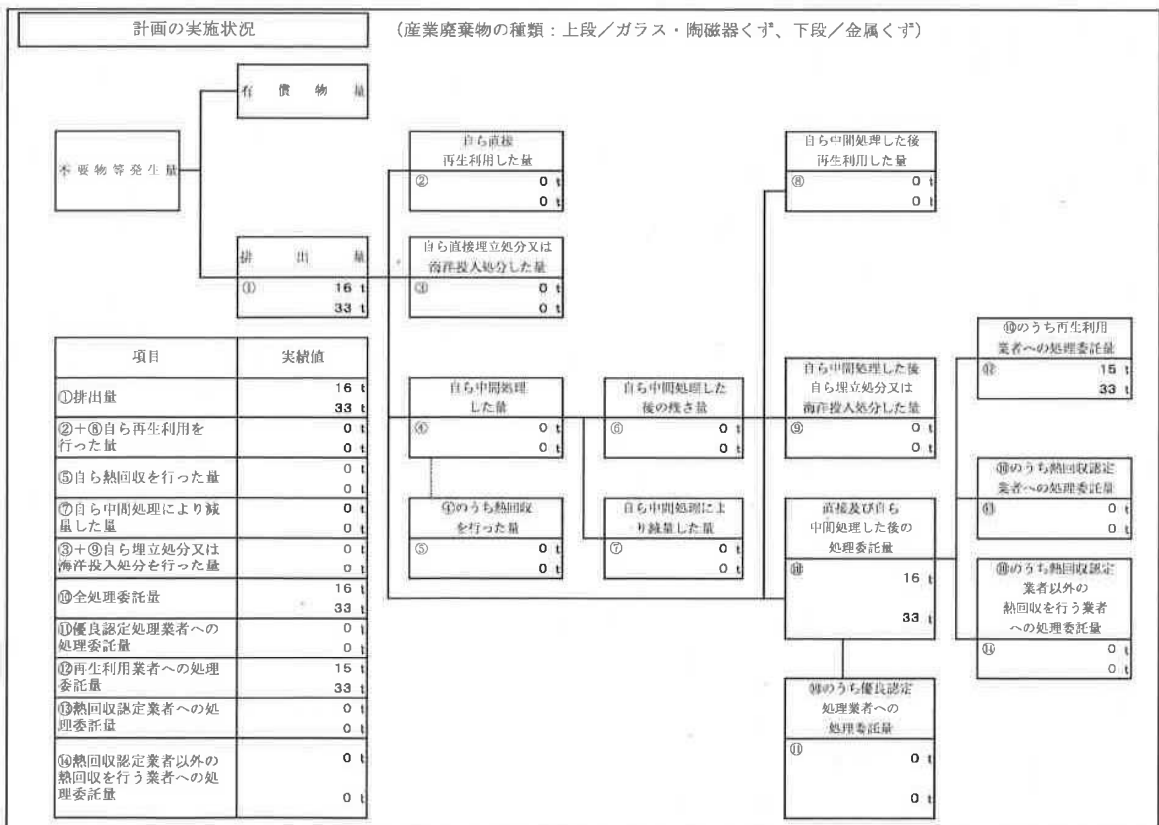 計画の実施状況
（産業廃棄物の種類：上段／ガラス・陶磁器くず、下段／金属くず）
有償物量
不要物等発生量
排出量
① 16 t
33 t
自ら直接
再生利用した量
② 0 t
0 t
自ら直接埋立処分又は
海洋投入処分した量
③ 0 t
0 t
自ら中間処理した後
再生利用した量
⑧ 0 t
0 t
自ら中間処理
した量
④ 0 t
0 t
④のうち熱回収
を行った量
⑤ 0 t
0 t
自ら中間処理した
後の残さ量
⑥ 0 t
0 t
自ら中間処理によ
り減量した量
⑦ 0 t
0 t
自ら中間処理した後
自ら埋立処分又は
海洋投入処分した量
⑨ 0 t
0 t
直接及び自ら
中間処理した後の
処理委託量
⑩ 16 t
33 t
⑩のうち優良認定
処理業者への
処理委託量
⑪ 0 t
0 t
⑩のうち再生利用
業者への処理委託量
⑫ 15 t
33 t
⑩のうち熱回収認定
業者への処理委託量
⑬ 0 t
0 t
⑩のうち熱回収認定
業者以外の
熱回収を行う業者
への処理委託量
⑭ 0 t
0 t
項目 実績値
①排出量 16 t
33 t
②＋⑧自ら再生利用を
行った量
0 t
0 t
⑤自ら熱回収を行った量 0 t
0 t
⑦自ら中間処理により減
量した量
0 t
0 t
③＋⑨自ら埋立処分又は
海洋投入処分を行った量
0 t
0 t
⑩全処理委託量 16 t
33 t
⑪優良認定処理業者への
処理委託量
0 t
0 t
⑫再生利用業者への処理
委託量
15 t
33 t
⑬熱回収認定業者への処
理委託量
0 t
0 t
⑭熱回収認定業者以外の
熱回収を行う業者への処
理委託量
0 t
0 t